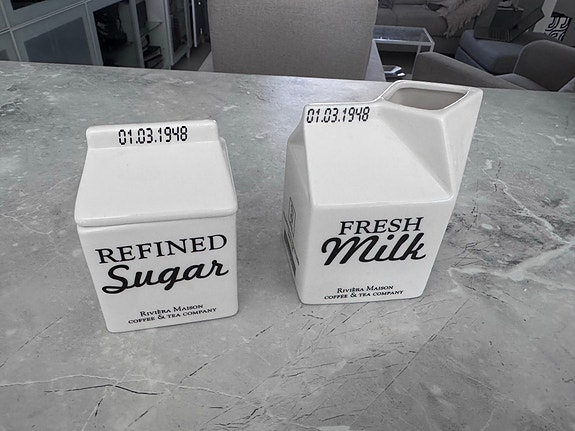 01.03.1948
REFINED
Sugar
RIVIÈRA MAISON
COFFEE & TEA COMPANY
01.03.1948
FRESH
Milk
RIVIÈRA MAISON
COFFEE & TEA COMPANY